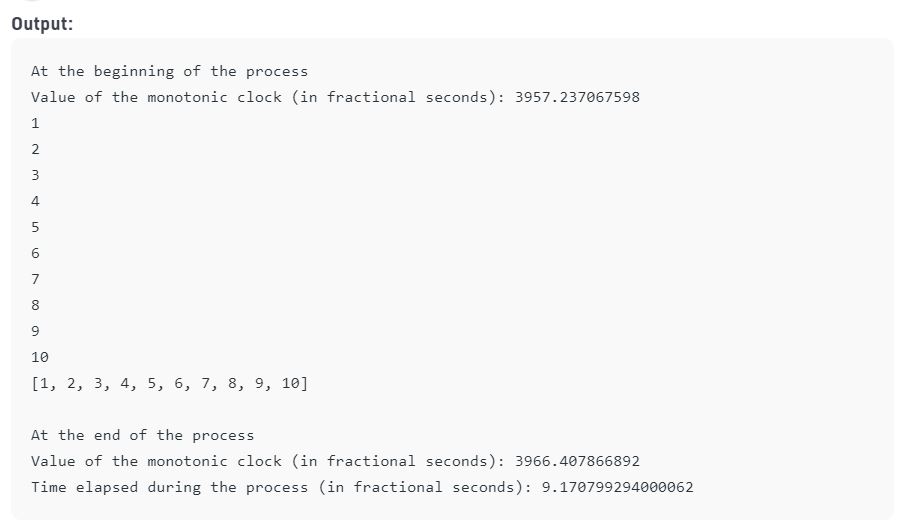 Output:
At the beginning of the process
Value of the monotonic clock (in fractional seconds): 3957.237067598
1
2
3
4
5
6
7
8
9
10
[1, 2, 3, 4, 5, 6, 7, 8, 9, 10]
At the end of the process
Value of the monotonic clock (in fractional seconds): 3966.407866892
Time elapsed during the process (in fractional seconds): 9.170799294000062